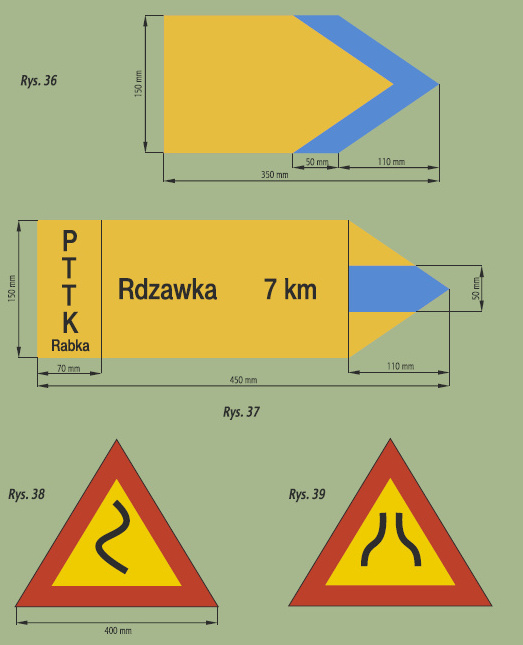 Rys. 36
150 mm
50 mm
110 mm
350 mm
150 mm
P
T
T
K
Rabka
Rdzawka 7 km
50 mm
70 mm
110 mm
450 mm
Rys. 37
Rys. 38
Rys. 39
400 mm